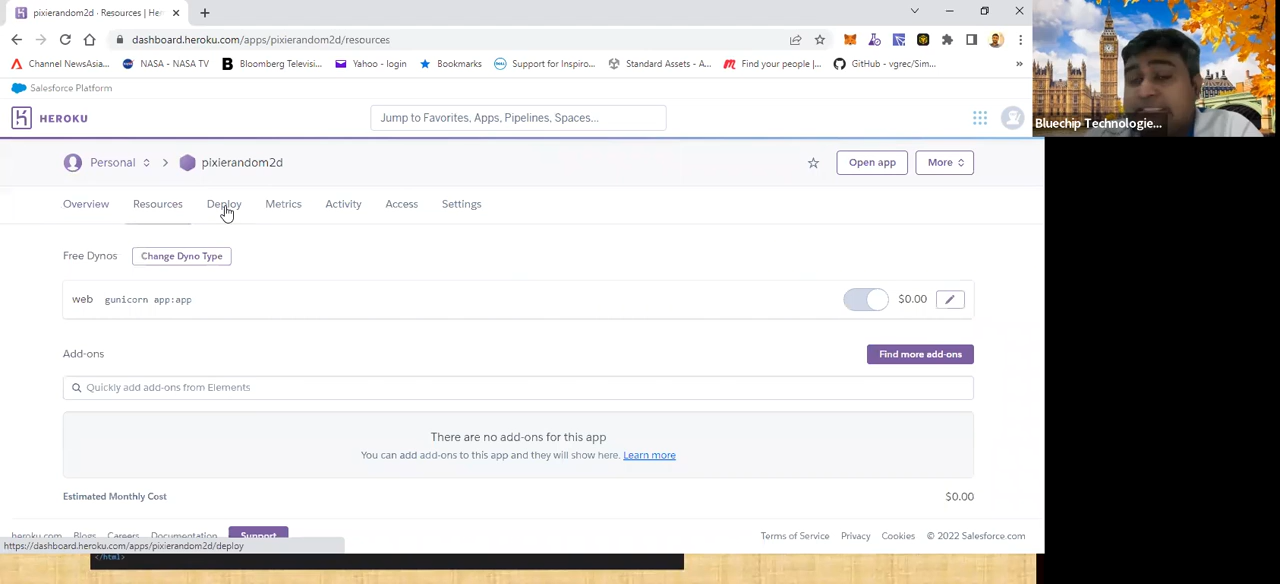 pixierandom2d · Resources | Her
dashboard.heroku.com/apps/pixierandom2d/resources
Channel NewsAsia... NASA - NASA TV Bloomberg Televisi... Yahoo - login Bookmarks Support for Inspiro... Standard Assets - A... Find your people |... GitHub - vgrec/Sim... »
Salesforce Platform
HEROKU
Jump to Favorites, Apps, Pipelines, Spaces...
Bluechip Technologie...
Personal pixierandom2d
Open app More
Overview Resources Deploy Metrics Activity Access Settings
Free Dynos Change Dyno Type
web gunicorn app:app $0.00
Add-ons Find more add-ons
Quickly add add-ons from Elements
There are no add-ons for this app
You can add add-ons to this app and they will show here. Learn more
Estimated Monthly Cost $0.00
heroku.com Blogs Careers Documentation Support Terms of Service Privacy Cookies © 2022 Salesforce.com
https://dashboard.heroku.com/apps/pixierandom2d/deploy
</html>